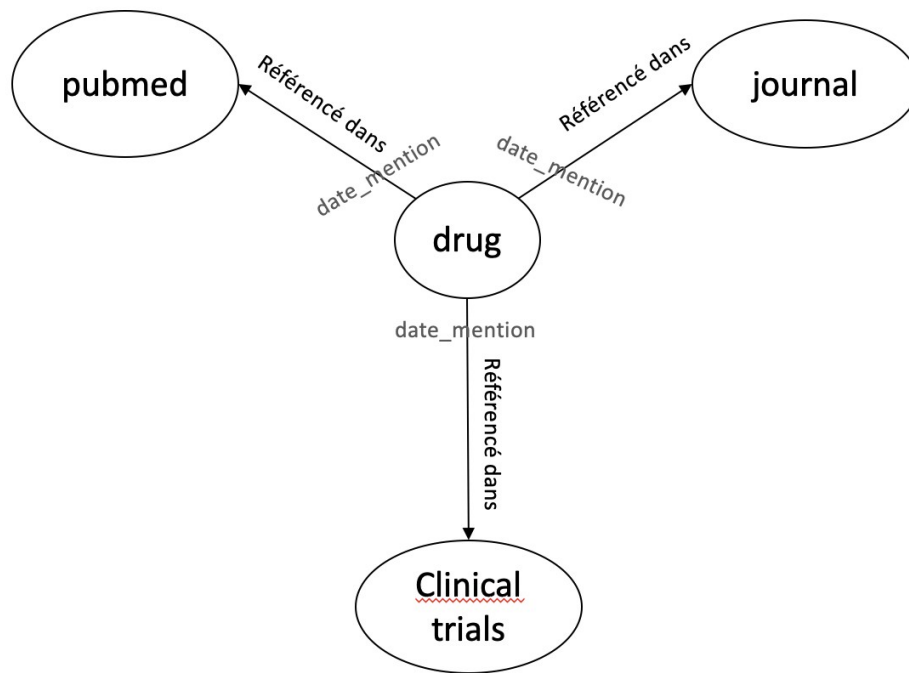 pubmed
Référencé dans
date_mention
journal
Référencé dans
date_mention
drug
date_mention
Référencé dans
Clinical
trials